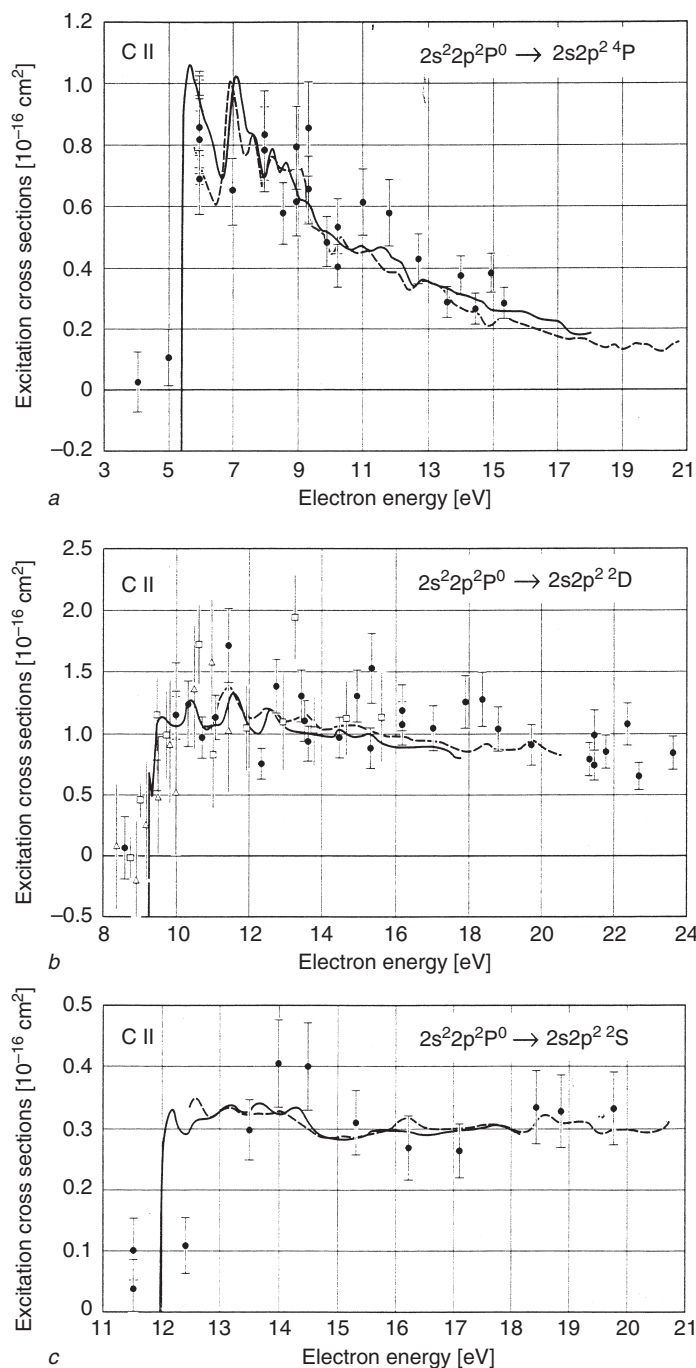 1.2
1.0
0.8
0.6
0.4
0.2
0
−0.2
Excitation cross sections [10⁻¹⁶ cm²]
C II
2s²2p²P⁰ → 2s2p² ⁴P
3 5 7 9 11 13 15 17 19 21
a
Electron energy [eV]
2.5
2.0
1.5
1.0
0.5
0
−0.5
Excitation cross sections [10⁻¹⁶ cm²]
C II
2s²2p²P⁰ → 2s2p² ²D
8 10 12 14 16 18 20 22 24
b
Electron energy [eV]
0.5
0.4
0.3
0.2
0.1
0
Excitation cross sections [10⁻¹⁶ cm²]
C II
2s²2p²P⁰ → 2s2p² ²S
11 12 13 14 15 16 17 18 19 20 21
c
Electron energy [eV]